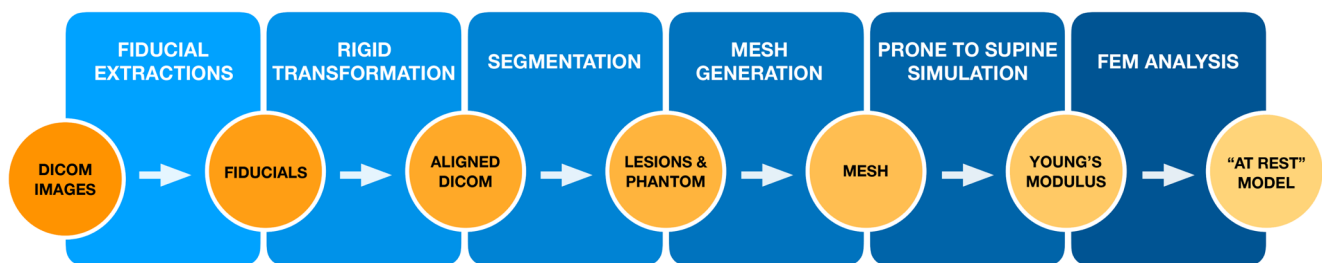 FIDUCIAL
EXTRACTIONS
RIGID
TRANSFORMATION
SEGMENTATION
MESH
GENERATION
PRONE TO SUPINE
SIMULATION
FEM ANALYSIS
DICOM
IMAGES
FIDUCIALS
ALIGNED
DICOM
LESIONS &
PHANTOM
MESH
YOUNG'S
MODULUS
“AT REST”
MODEL